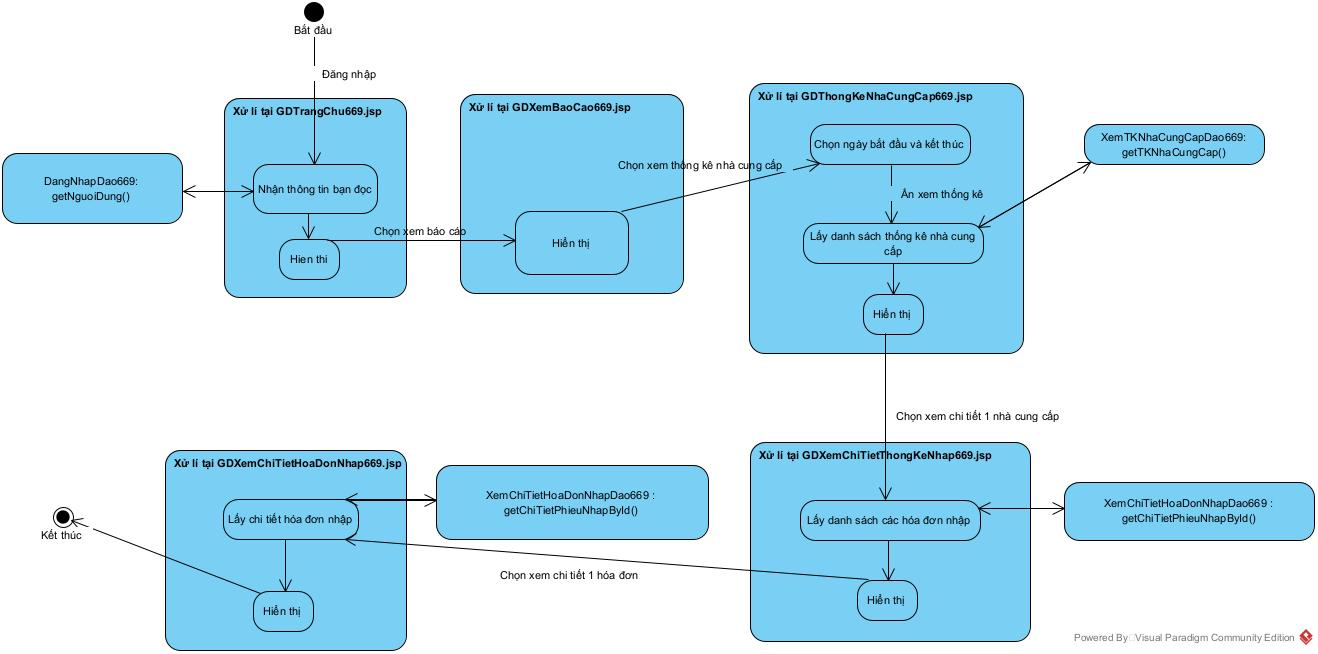 Bắt đầu
Đăng nhập
Xử lí tại GDTrangChu669.jsp
DangNhapDao669:
getNguoiDung()
Nhận thông tin bạn đọc
Hien thi
Chọn xem báo cáo
Xử lí tại GDXemBaoCao669.jsp
Hiển thị
Chọn xem thống kê nhà cung cấp
Xử lí tại GDThongKeNhaCungCap669.jsp
Chọn ngày bắt đầu và kết thúc
Ấn xem thống kê
Lấy danh sách thống kê nhà cung
cấp
Hiển thị
XemTKNhaCungCapDao669:
getTKNhaCungCap()
Chọn xem chi tiết 1 nhà cung cấp
Xử lí tại GDXemChiTietThongKeNhap669.jsp
Lấy danh sách các hóa đơn nhập
Hiển thị
XemChiTietHoaDonNhapDao669 :
getChiTietPhieuNhapById()
Chọn xem chi tiết 1 hóa đơn
Xử lí tại GDXemChiTietHoaDonNhap669.jsp
Lấy chi tiết hóa đơn nhập
Hiển thị
XemChiTietHoaDonNhapDao669 :
getChiTietPhieuNhapById()
Kết thúc
Powered By Visual Paradigm Community Edition